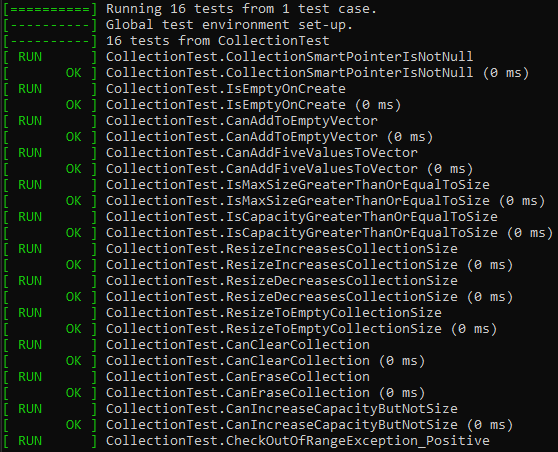 [==========] Running 16 tests from 1 test case.
[----------] Global test environment set-up.
[----------] 16 tests from CollectionTest
[ RUN      ] CollectionTest.CollectionSmartPointerIsNotNull
[       OK ] CollectionTest.CollectionSmartPointerIsNotNull (0 ms)
[ RUN      ] CollectionTest.IsEmptyOnCreate
[       OK ] CollectionTest.IsEmptyOnCreate (0 ms)
[ RUN      ] CollectionTest.CanAddToEmptyVector
[       OK ] CollectionTest.CanAddToEmptyVector (0 ms)
[ RUN      ] CollectionTest.CanAddFiveValuesToVector
[       OK ] CollectionTest.CanAddFiveValuesToVector (0 ms)
[ RUN      ] CollectionTest.IsMaxSizeGreaterThanOrEqualToSize
[       OK ] CollectionTest.IsMaxSizeGreaterThanOrEqualToSize (0 ms)
[ RUN      ] CollectionTest.IsCapacityGreaterThanOrEqualToSize
[       OK ] CollectionTest.IsCapacityGreaterThanOrEqualToSize (0 ms)
[ RUN      ] CollectionTest.ResizeIncreasesCollectionSize
[       OK ] CollectionTest.ResizeIncreasesCollectionSize (0 ms)
[ RUN      ] CollectionTest.ResizeDecreasesCollectionSize
[       OK ] CollectionTest.ResizeDecreasesCollectionSize (0 ms)
[ RUN      ] CollectionTest.ResizeToEmptyCollectionSize
[       OK ] CollectionTest.ResizeToEmptyCollectionSize (0 ms)
[ RUN      ] CollectionTest.CanClearCollection
[       OK ] CollectionTest.CanClearCollection (0 ms)
[ RUN      ] CollectionTest.CanEraseCollection
[       OK ] CollectionTest.CanEraseCollection (0 ms)
[ RUN      ] CollectionTest.CanIncreaseCapacityButNotSize
[       OK ] CollectionTest.CanIncreaseCapacityButNotSize (0 ms)
[ RUN      ] CollectionTest.CheckOutOfRangeException_Positive